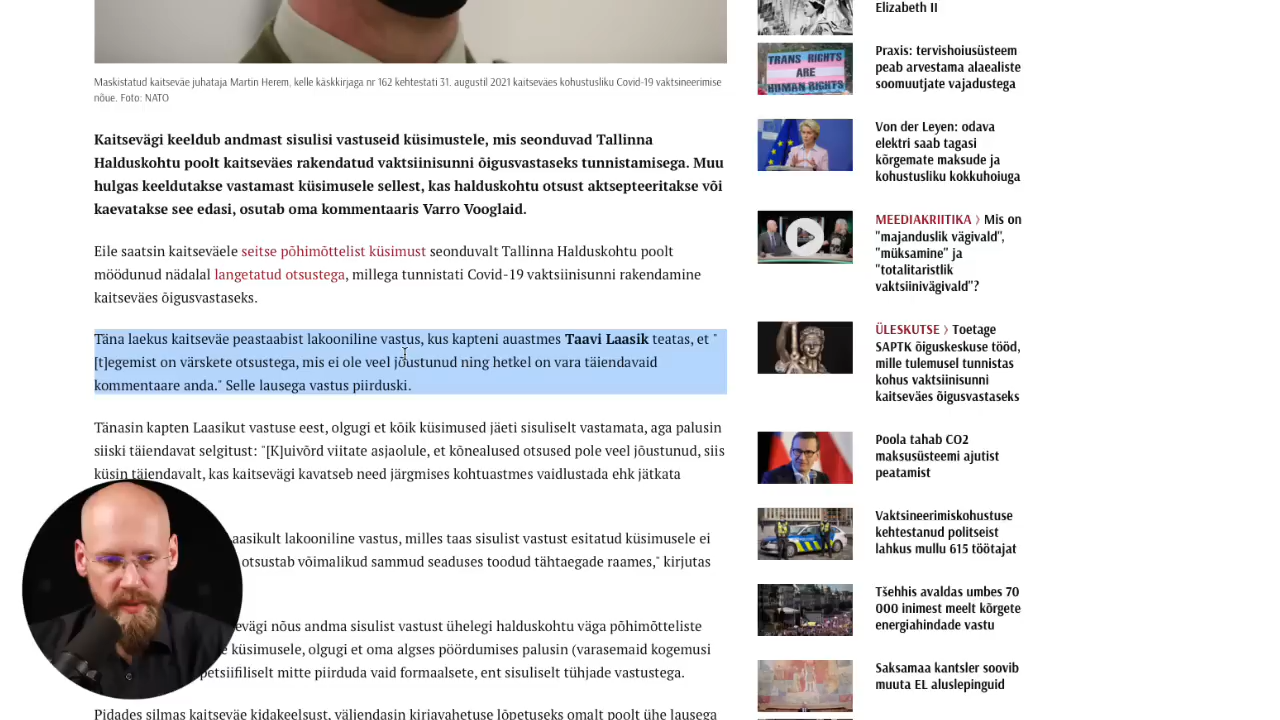 Maskistatud kaitseväe juhataja Martin Herem, kelle käskkirjaga nr 162 kehtestati 31. augustil 2021 kaitseväes kohustusliku Covid-19 vaktsineerimise
nõue. Foto: NATO
Kaitsevägi keeldub andmast sisulisi vastuseid küsimustele, mis seonduvad Tallinna
Halduskohtu poolt kaitseväes rakendatud vaktsiinisunni õigusvastaseks tunnistamisega. Muu
hulgas keeldutakse vastamast küsimusele sellest, kas halduskohtu otsust aktsepteeritakse või
kaevatakse see edasi, osutab oma kommentaaris Varro Vooglaid.
Eile saatsin kaitseväele seitse põhimõttelist küsimust seonduvalt Tallinna Halduskohtu poolt
möödunud nädalal langetatud otsustega, millega tunnistati Covid-19 vaktsiinisunni rakendamine
kaitseväes õigusvastaseks.
Täna laekus kaitseväe peastaabist lakooniline vastus, kus kapteni auastmes Taavi Laasik teatas, et "
[t]egemist on värskete otsustega, mis ei ole veel jõustunud ning hetkel on vara täiendavaid
kommentaare anda." Selle lausega vastus piirduski.
Tänasin kapten Laasikut vastuse eest, olgugi et kõik küsimused jäeti sisuliselt vastamata, aga palusin
siiski täiendavat selgitust: "[K]uivõrd viitate asjaolule, et kõnealused otsused pole veel jõustunud, siis
küsin täiendavalt, kas kaitsevägi kavatseb need järgmises kohtuastmes vaidlustada ehk jätkata
aasikult lakooniline vastus, milles taas sisulist vastust esitatud küsimusele ei
otsustab võimalikud sammud seaduses toodud tähtaegade raames," kirjutas
evägi nõus andma sisulist vastust ühelegi halduskohtu väga põhimõtteliste
küsimusele, olgugi et oma algses pöördumises palusin (varasemaid kogemusi
petsiifiliselt mitte piirduda vaid formaalsete, ent sisuliselt tühjade vastustega.
Pidades silmas kaitseväe kidakeelsust, väljendasin kirjavahetuse lõpetuseks omalt poolt ühe lausega
Elizabeth II
TRANS RIGHTS
ARE
HUMAN RIGHTS
Praxis: tervishoiusüsteem
peab arvestama alaealiste
soomuutjate vajadustega
Von der Leyen: odava
elektri saab tagasi
kõrgemate maksude ja
kohustusliku kokkuhoiuga
MEEDIAKRIITIKA 〉 Mis on
"majanduslik vägivald",
"müksamine" ja
"totalitaristlik
vaktsiinivägivald"?
ÜLESKUTSE 〉 Toetage
SAPTK õiguskeskuse tööd,
mille tulemusel tunnistas
kohus vaktsiinisunni
kaitseväes õigusvastaseks
Poola tahab CO2
maksusüsteemi ajutist
peatamist
Vaktsineerimiskohustuse
kehtestanud politseist
lahkus mullu 615 töötajat
Tšehhis avaldas umbes 70
000 inimest meelt kõrgete
energiahindade vastu
Saksamaa kantsler soovib
muuta EL aluslepinguid